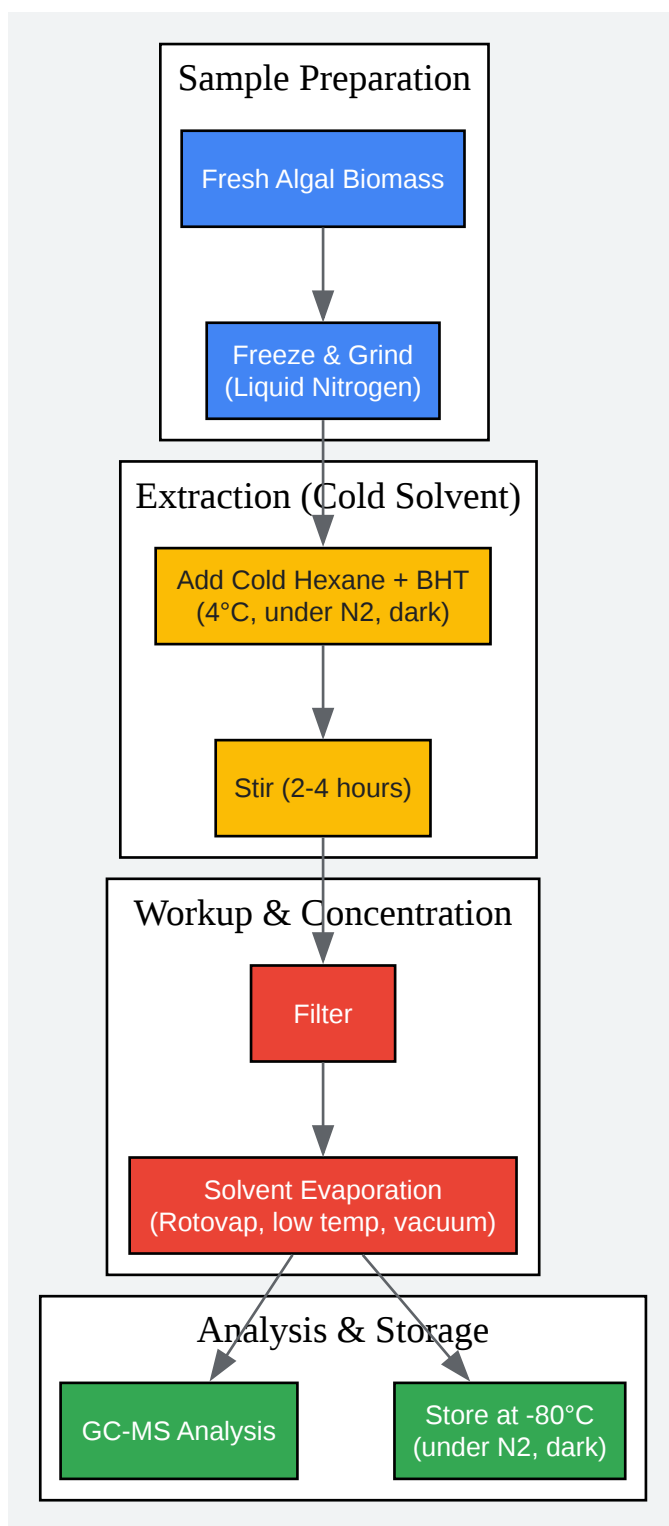 Sample Preparation
Fresh Algal Biomass
Freeze & Grind
(Liquid Nitrogen)
Extraction (Cold Solvent)
Add Cold Hexane + BHT
(4°C, under N2, dark)
Stir (2-4 hours)
Workup & Concentration
Filter
Solvent Evaporation
(Rotovap, low temp, vacuum)
Analysis & Storage
GC-MS Analysis
Store at -80°C
(under N2, dark)